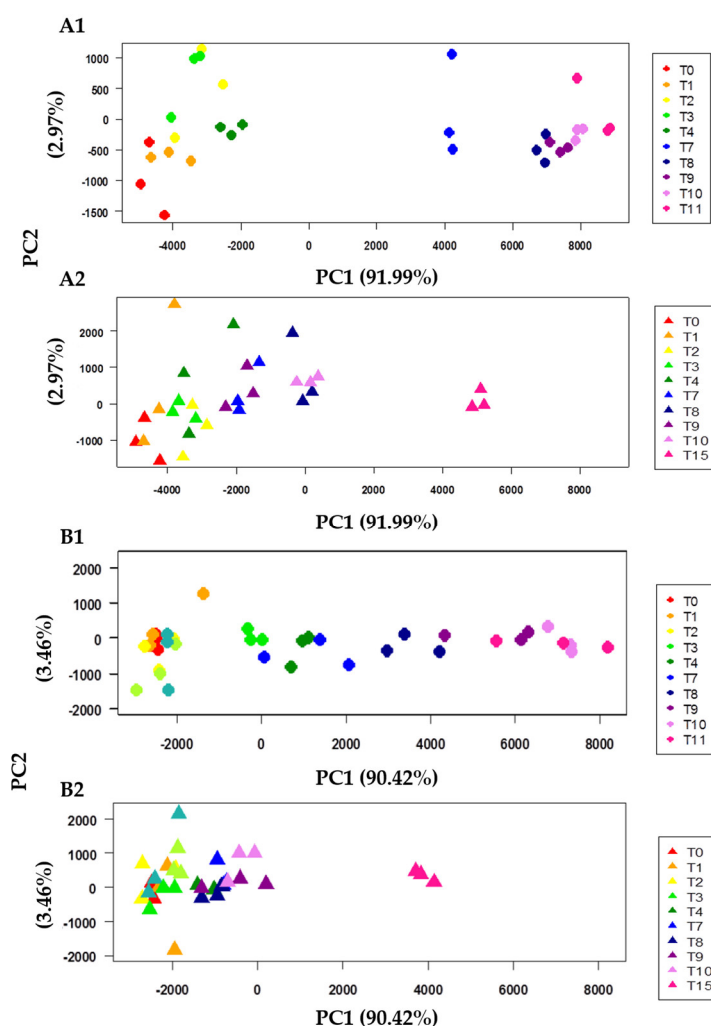 A1
1000
500
0
-500
-1000
-1500
(2.97%)
-4000 -2000 0 2000 4000 6000 8000
PC1 (91.99%)
T0
T1
T2
T3
T4
T7
T8
T9
T10
T11
PC2
A2
2000
1000
0
-1000
(2.97%)
-4000 -2000 0 2000 4000 6000 8000
PC1 (91.99%)
T0
T1
T2
T3
T4
T7
T8
T9
T10
T15
B1
2000
1000
0
-1000
-2000
(3.46%)
-2000 0 2000 4000 6000 8000
PC1 (90.42%)
T0
T1
T2
T3
T4
T7
T8
T9
T10
T11
PC2
B2
2000
1000
0
-1000
-2000
(3.46%)
-2000 0 2000 4000 6000 8000
PC1 (90.42%)
T0
T1
T2
T3
T4
T7
T8
T9
T10
T15